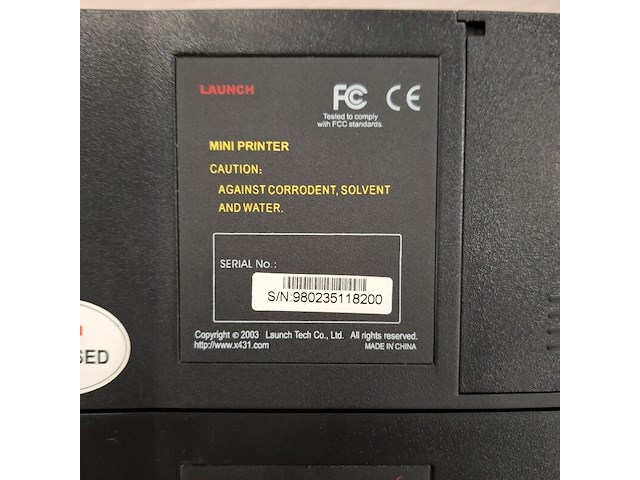 LAUNCH
FC CE
Tested to comply
with FCC standards.
MINI PRINTER
CAUTION:
AGAINST CORRODENT, SOLVENT
AND WATER.
SERIAL No.:
S/N:980235118200
Copyright © 2003 Launch Tech Co., Ltd. All rights reserved.
http://www.x431.com MADE IN CHINA